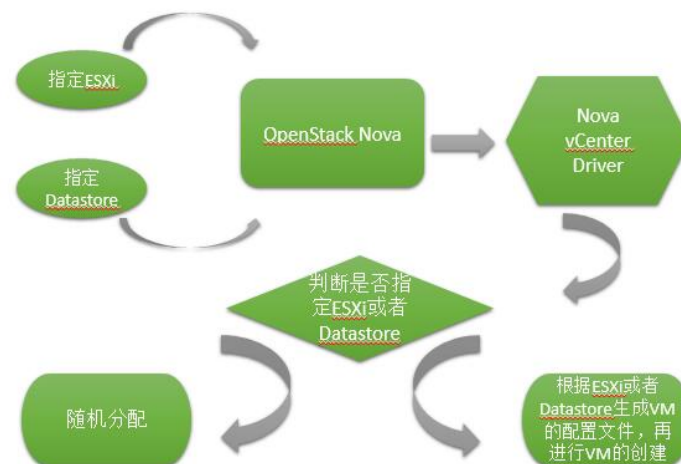 指定ESXi
OpenStack Nova
Nova
vCenter
Driver
指定
Datastore
判断是否指
定ESXi或者
Datastore
随机分配
根据ESXi或者
Datastore生成VM
的配置文件，再
进行VM的创建